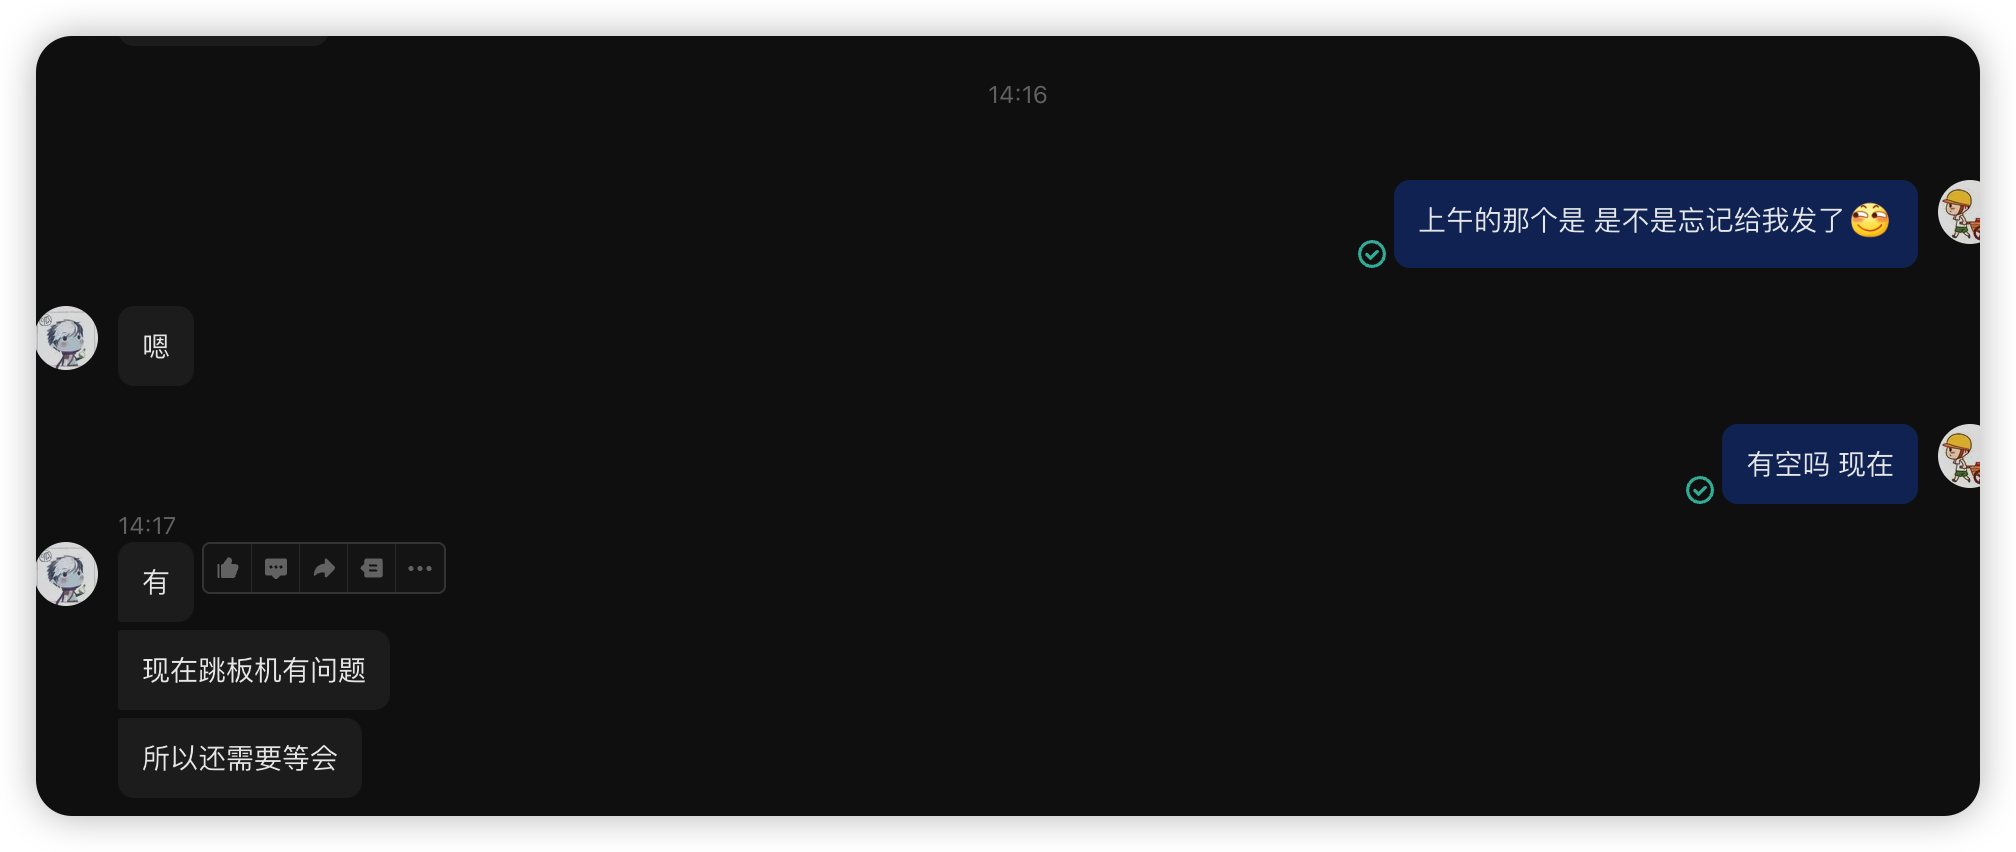 14:16
上午的那个是 是不是忘记给我发了
嗯
有空吗 现在
14:17
有
现在跳板机有问题
所以还需要等会